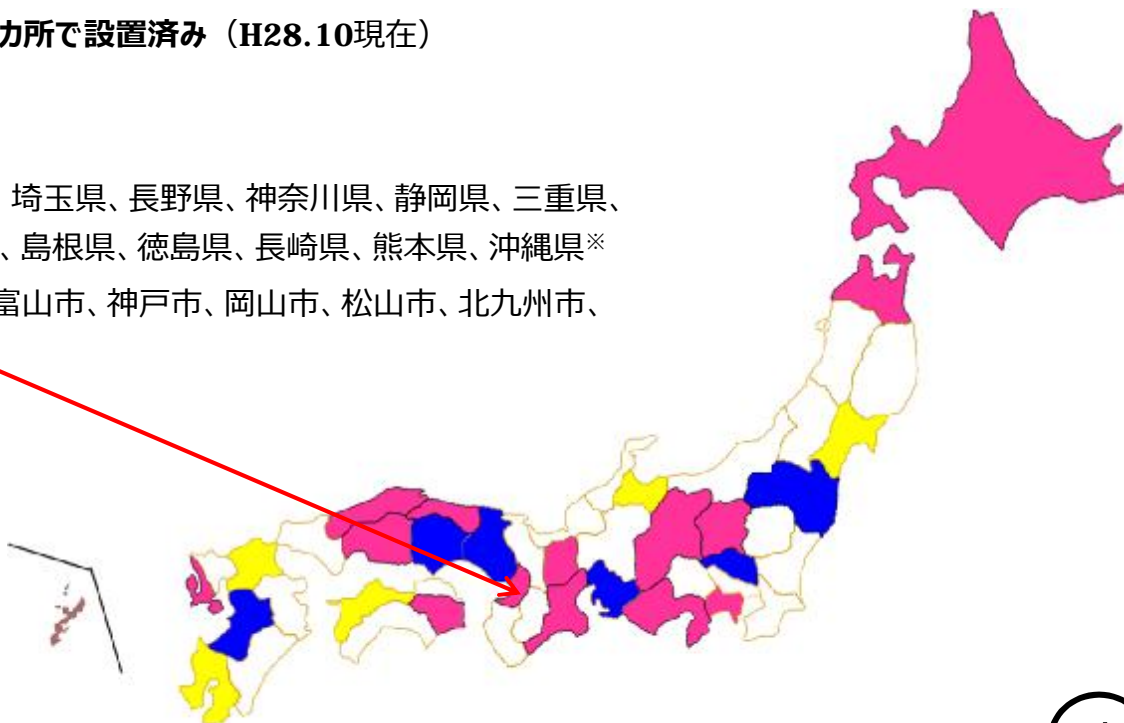 カ所で設置済み（H28.10現在）
埼玉県、長野県、神奈川県、静岡県、三重県、
、島根県、徳島県、長崎県、熊本県、沖縄県※
富山市、神戸市、岡山市、松山市、北九州市、